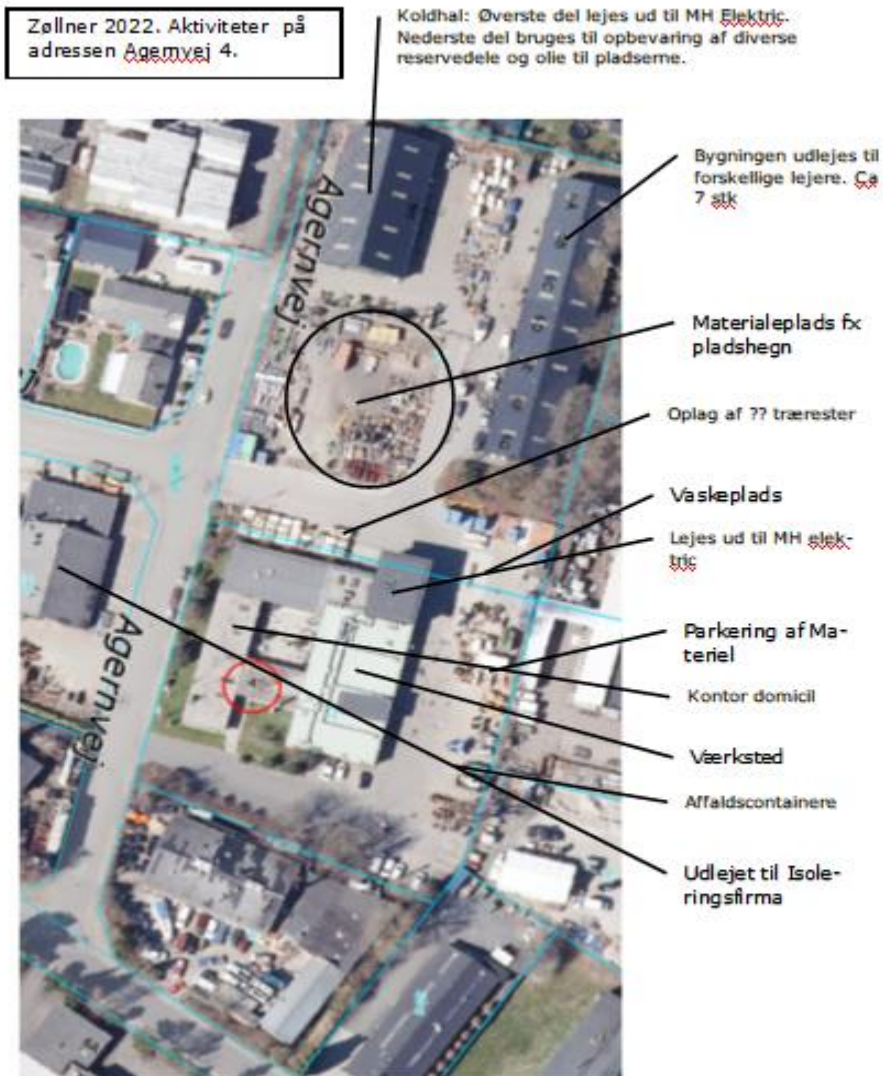 Zøllner 2022. Aktiviteter på
adressen Agernvej 4.
Koldhal: Øverste del lejes ud til MH Elektric.
Nederste del bruges til opbevaring af diverse
reservedele og olie til pladserne.
Bygningen udlejes til
forskellige lejere. Ca
7 stk
Agernvej
Materialeplads fx
pladshegn
Oplag af ?? trærester
Vaskeplads
Lejes ud til MH elek-
tric
Agernvej
Parkering af Ma-
teriel
Kontor domicil
Værksted
Affaldscontainere
Udlejet til Isole-
ringsfirma